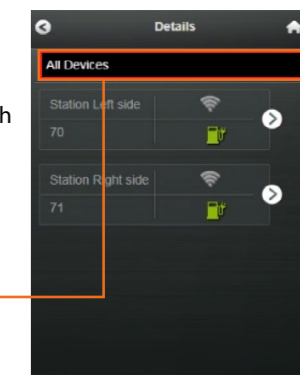 Details
All Devices
h
Station Left side
70
Station Right side
71